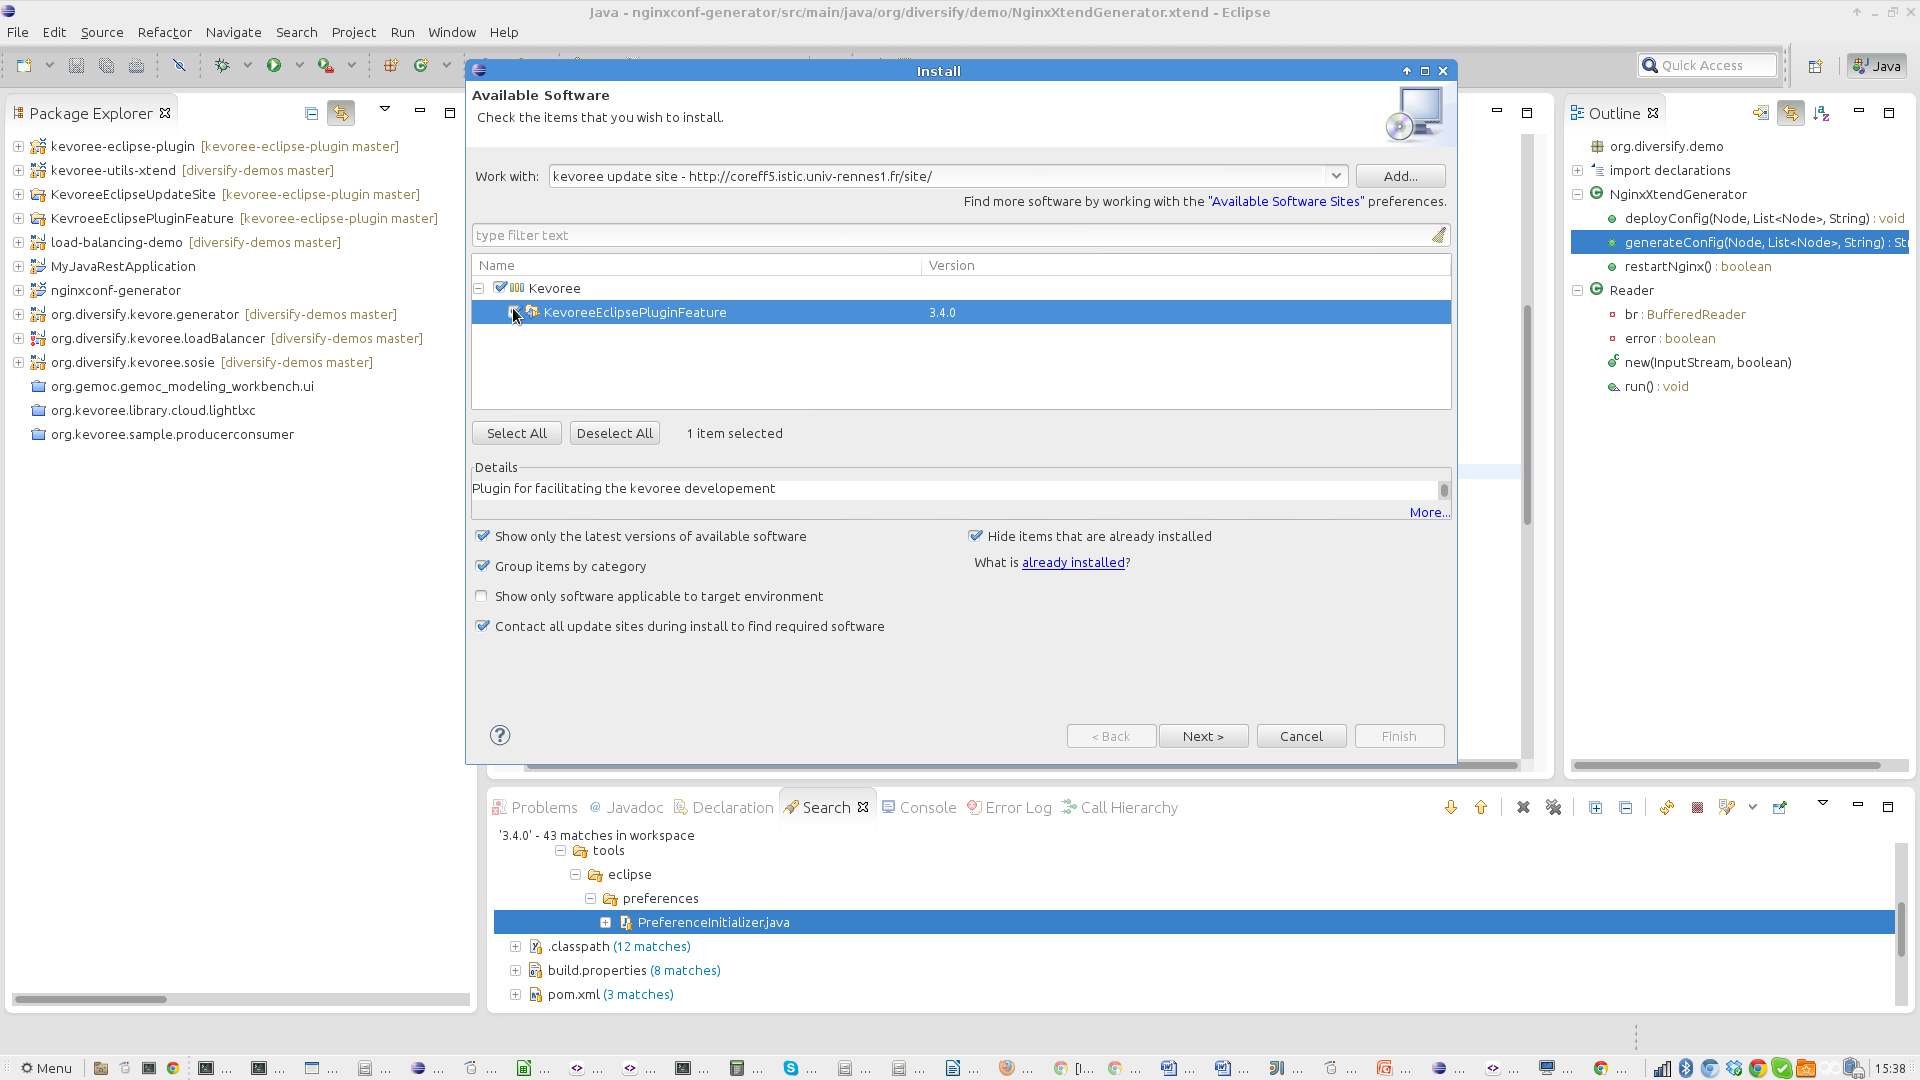 Java - nginxconf-generator/src/main/java/org/diversify/demo/NginxXtendGenerator.xtend - Eclipse
File Edit Source Refactor Navigate Search Project Run Window Help
Quick Access
Java
Package Explorer
kevoree-eclipse-plugin [kevoree-eclipse-plugin master]
kevoree-utils-xtend [diversify-demos master]
KevoreeEclipseUpdateSite [kevoree-eclipse-plugin master]
KevroeeEclipsePluginFeature [kevoree-eclipse-plugin master]
load-balancing-demo [diversify-demos master]
MyJavaRestApplication
nginxconf-generator
org.diversify.kevore.generator [diversify-demos master]
org.diversify.kevoree.loadBalancer [diversify-demos master]
org.diversify.kevoree.sosie [diversify-demos master]
org.gemoc.gemoc_modeling_workbench.ui
org.kevoree.library.cloud.lightlxc
org.kevoree.sample.producerconsumer
Install
Available Software
Check the items that you wish to install.
Work with: kevoree update site - http://coreff5.istic.univ-rennes1.fr/site/ Add...
Find more software by working with the "Available Software Sites" preferences.
type filter text
Name Version
Kevoree
KevoreeEclipsePluginFeature 3.4.0
Select All Deselect All 1 item selected
Details
Plugin for facilitating the kevoree developement
More...
Show only the latest versions of available software
Hide items that are already installed
Group items by category
What is already installed?
Show only software applicable to target environment
Contact all update sites during install to find required software
? < Back Next > Cancel Finish
Outline
org.diversify.demo
import declarations
NginxXtendGenerator
deployConfig(Node, List<Node>, String) : void
generateConfig(Node, List<Node>, String) : St
restartNginx() : boolean
Reader
br : BufferedReader
error : boolean
new(InputStream, boolean)
run() : void
Problems @ Javadoc Declaration Search Console Error Log Call Hierarchy
'3.4.0' - 43 matches in workspace
tools
eclipse
preferences
PreferenceInitializer.java
.classpath (12 matches)
build.properties (8 matches)
pom.xml (3 matches)
Menu ... ... ... ... ... ... ... ... ... ... ... ... ... ... ... ... [... ... ... ... ... ... ... ... ... ... ... 15:38